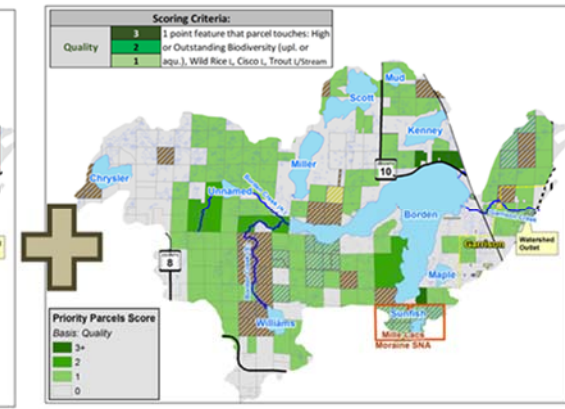 Scoring Criteria:
Quality
3
2
1
1 point feature that parcel touches: High
or Outstanding Biodiversity (upl. or
aqu.), Wild Rice L, Cisco L, Trout L/Stream
Mud
Scott
Kenney
Miller
10
Chrysler
Unnamed
Borden
Garrison
Watershed
Outlet
8
Maple
Williams
Sunfish
Mille Lacs
Moraine SNA
Priority Parcels Score
Basis: Quality
3+
2
1
0